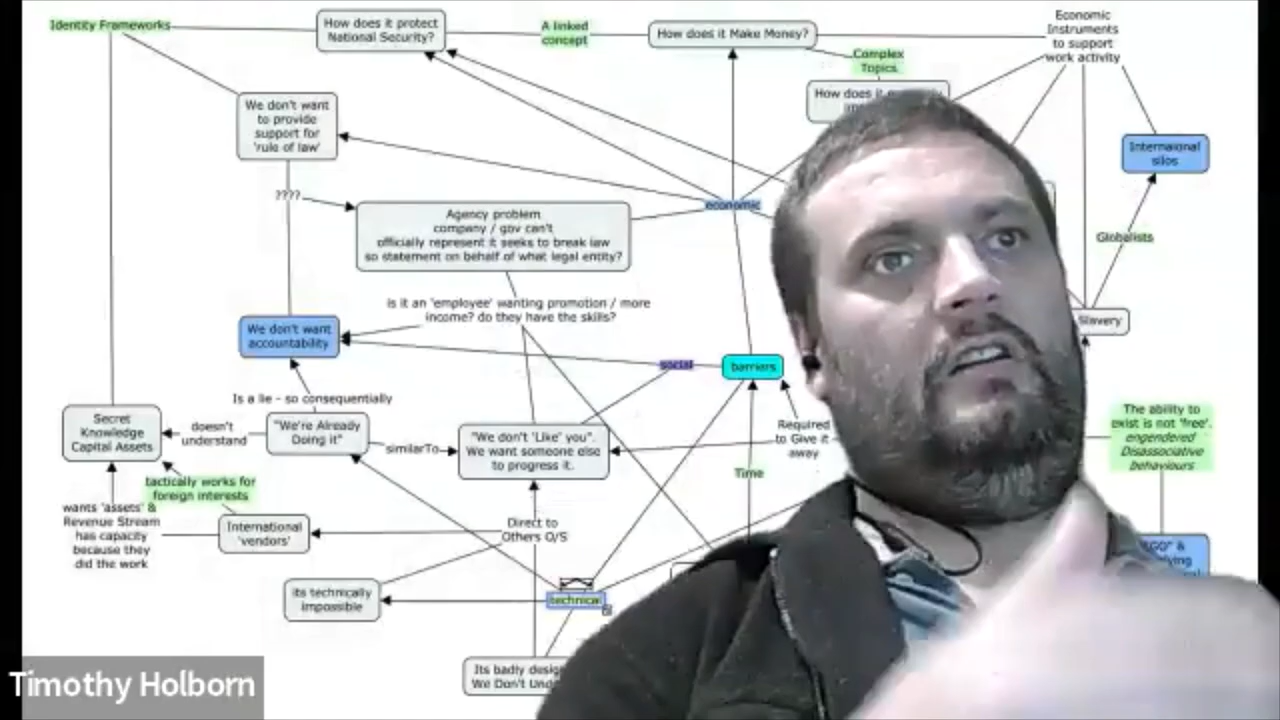 Identity Frameworks
How does it protect
National Security?
A linked
concept
How does it Make Money?
Economic
Instruments
to support
work activity
Complex
Topics
We don't want
to provide
support for
'rule of law'
How does it
Internaional
silos
????
Agency problem
company / gov can't
officially represent it seeks to break law
so statement on behalf of what legal entity?
economic
Globalists
is it an 'employee' wanting promotion / more
income? do they have the skills?
We don't want
accountability
Slavery
social
barriers
Is a lie - so consequentially
Secret
Knowledge
Capital Assets
doesn't
understand
"We're Already
Doing it"
similarTo
"We don't 'Like' you".
We want someone else
to progress it.
Required
to Give it
away
The ability to
exist is not 'free'.
engendered
Disassociative
behaviours
Time
tactically works for
foreign interests
wants 'assets' &
Revenue Stream
has capacity
because they
did the work
International
'vendors'
Direct to
Others O/S
its technically
impossible
technical
Its badly
We Don't
Timothy Holborn